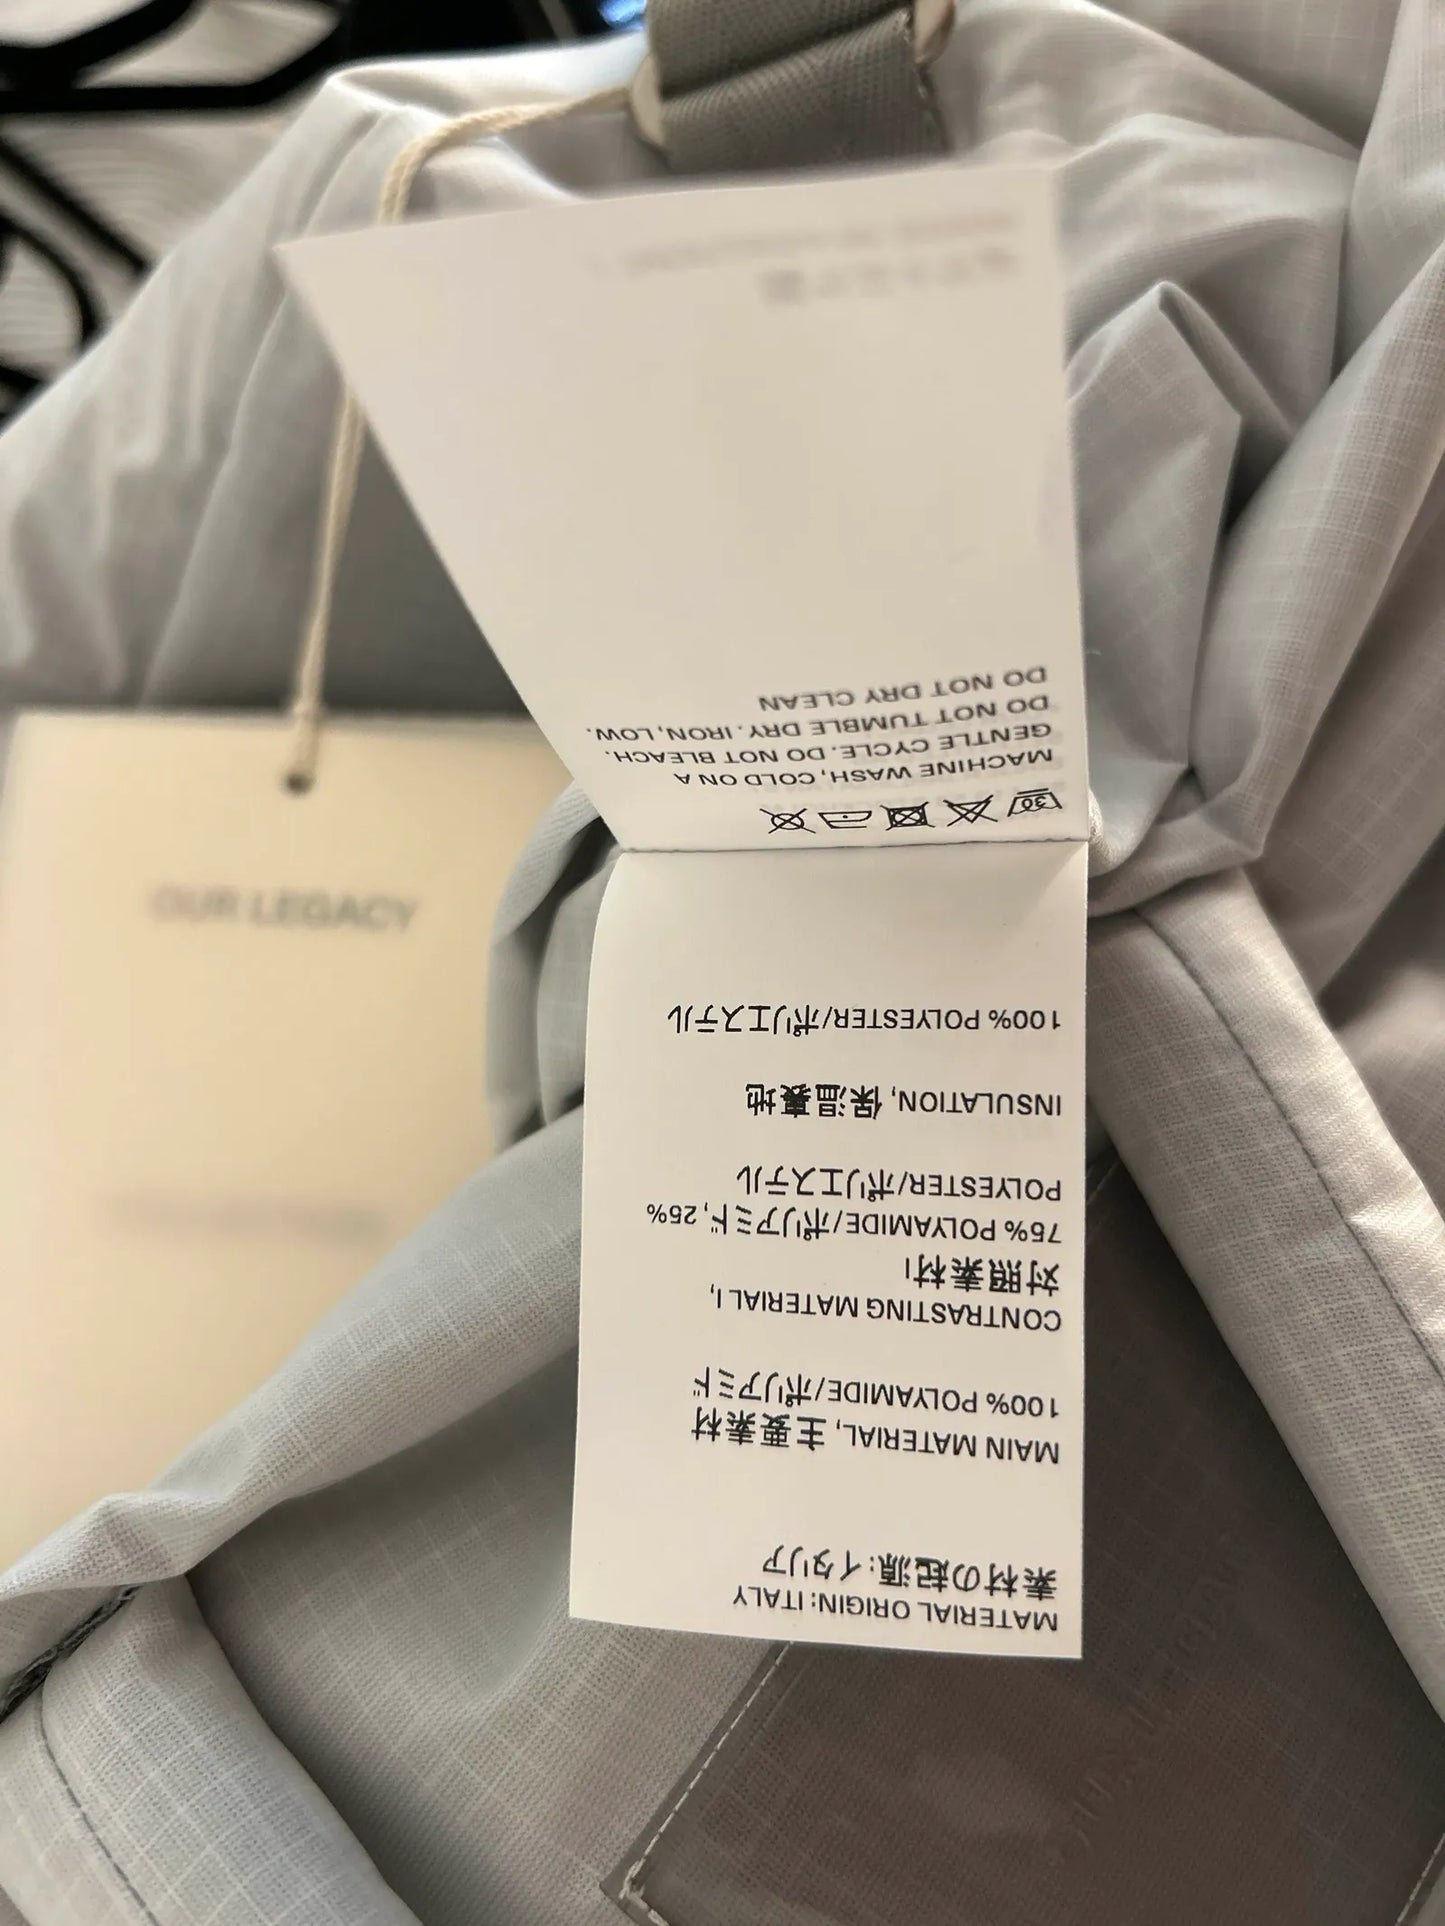 OUR LEGACY
MATERIAL ORIGIN: ITALY
素材の起源:イタリア
MAIN MATERIAL, 主要素材
100% POLYAMIDE/ポリアミド
CONTRASTING MATERIAL I,
対照素材I
75% POLYAMIDE/ポリアミド, 25%
POLYESTER/ポリエステル
INSULATION, 保温裏地
100% POLYESTER/ポリエステル
30
MACHINE WASH, COLD ON A
GENTLE CYCLE. DO NOT BLEACH.
DO NOT TUMBLE DRY. IRON, LOW.
DO NOT DRY CLEAN